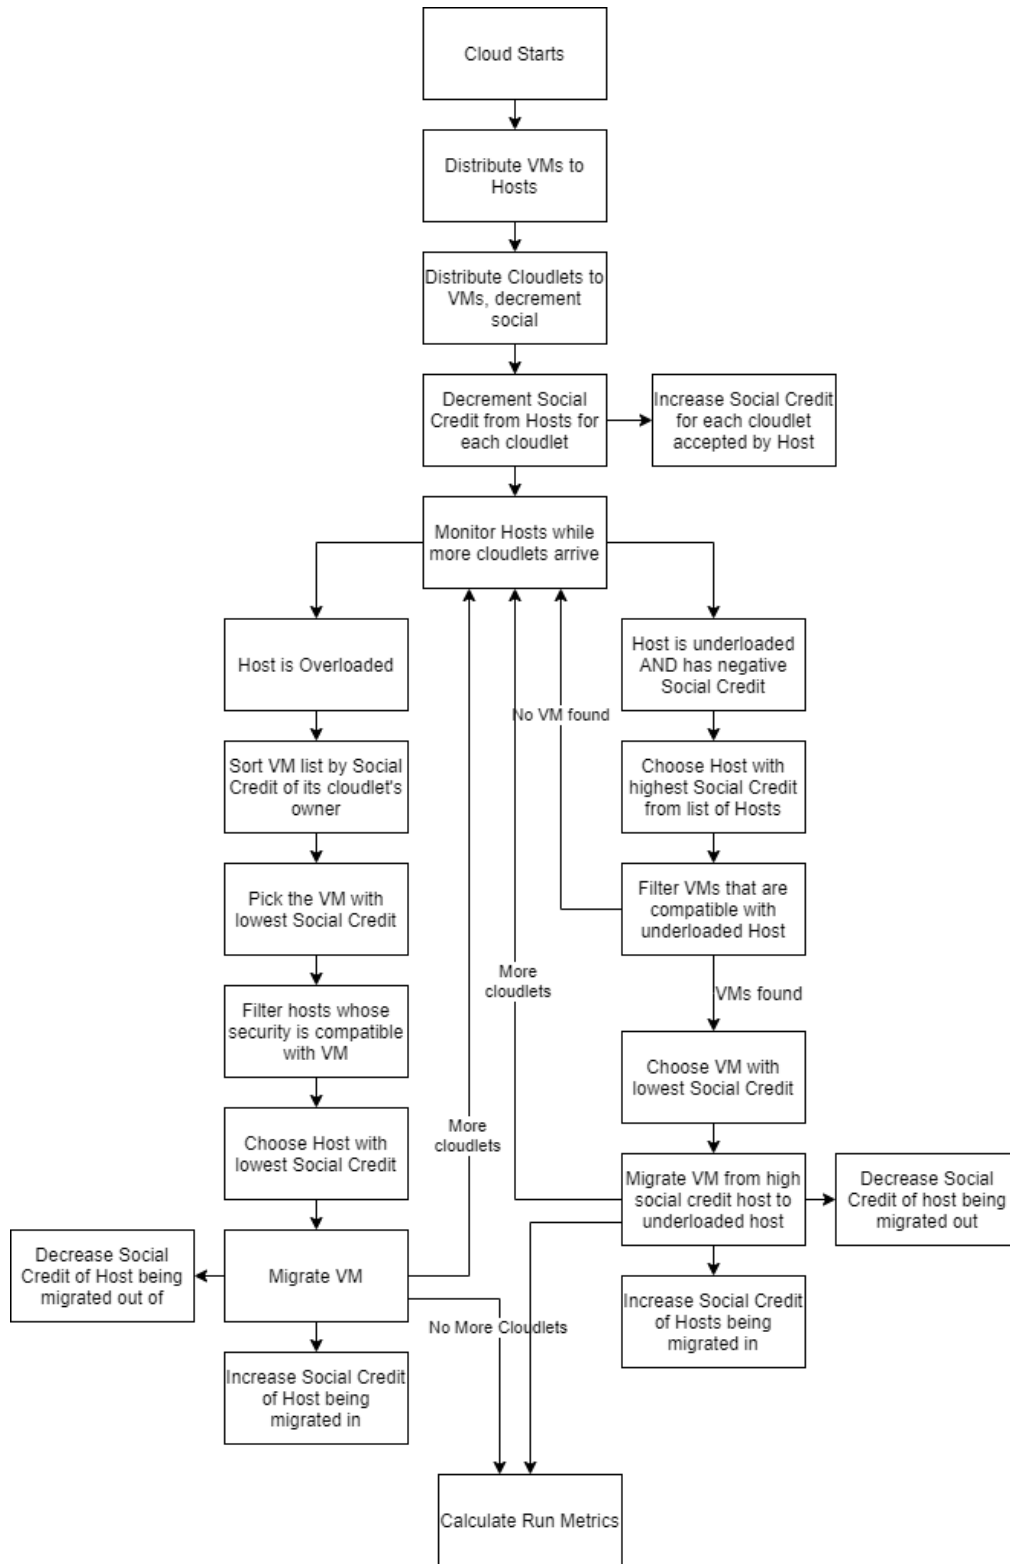 Cloud Starts
Distribute VMs to
Hosts
Distribute Cloudlets to
VMs, decrement
social
Decrement Social
Credit from Hosts for
each cloudlet
Increase Social Credit
for each cloudlet
accepted by Host
Monitor Hosts while
more cloudlets arrive
Host is Overloaded
Host is underloaded
AND has negative
Social Credit
No VM found
Sort VM list by Social
Credit of its cloudlet's
owner
Choose Host with
highest Social Credit
from list of Hosts
Pick the VM with
lowest Social Credit
Filter VMs that are
compatible with
underloaded Host
More
cloudlets
VMs found
Filter hosts whose
security is compatible
with VM
Choose VM with
lowest Social Credit
More
cloudlets
Choose Host with
lowest Social Credit
Migrate VM from high
social credit host to
underloaded host
Decrease Social
Credit of host being
migrated out
Decrease Social
Credit of Host being
migrated out of
Migrate VM
No More Cloudlets
Increase Social Credit
of Hosts being
migrated in
Increase Social Credit
of Host being
migrated in
Calculate Run Metrics